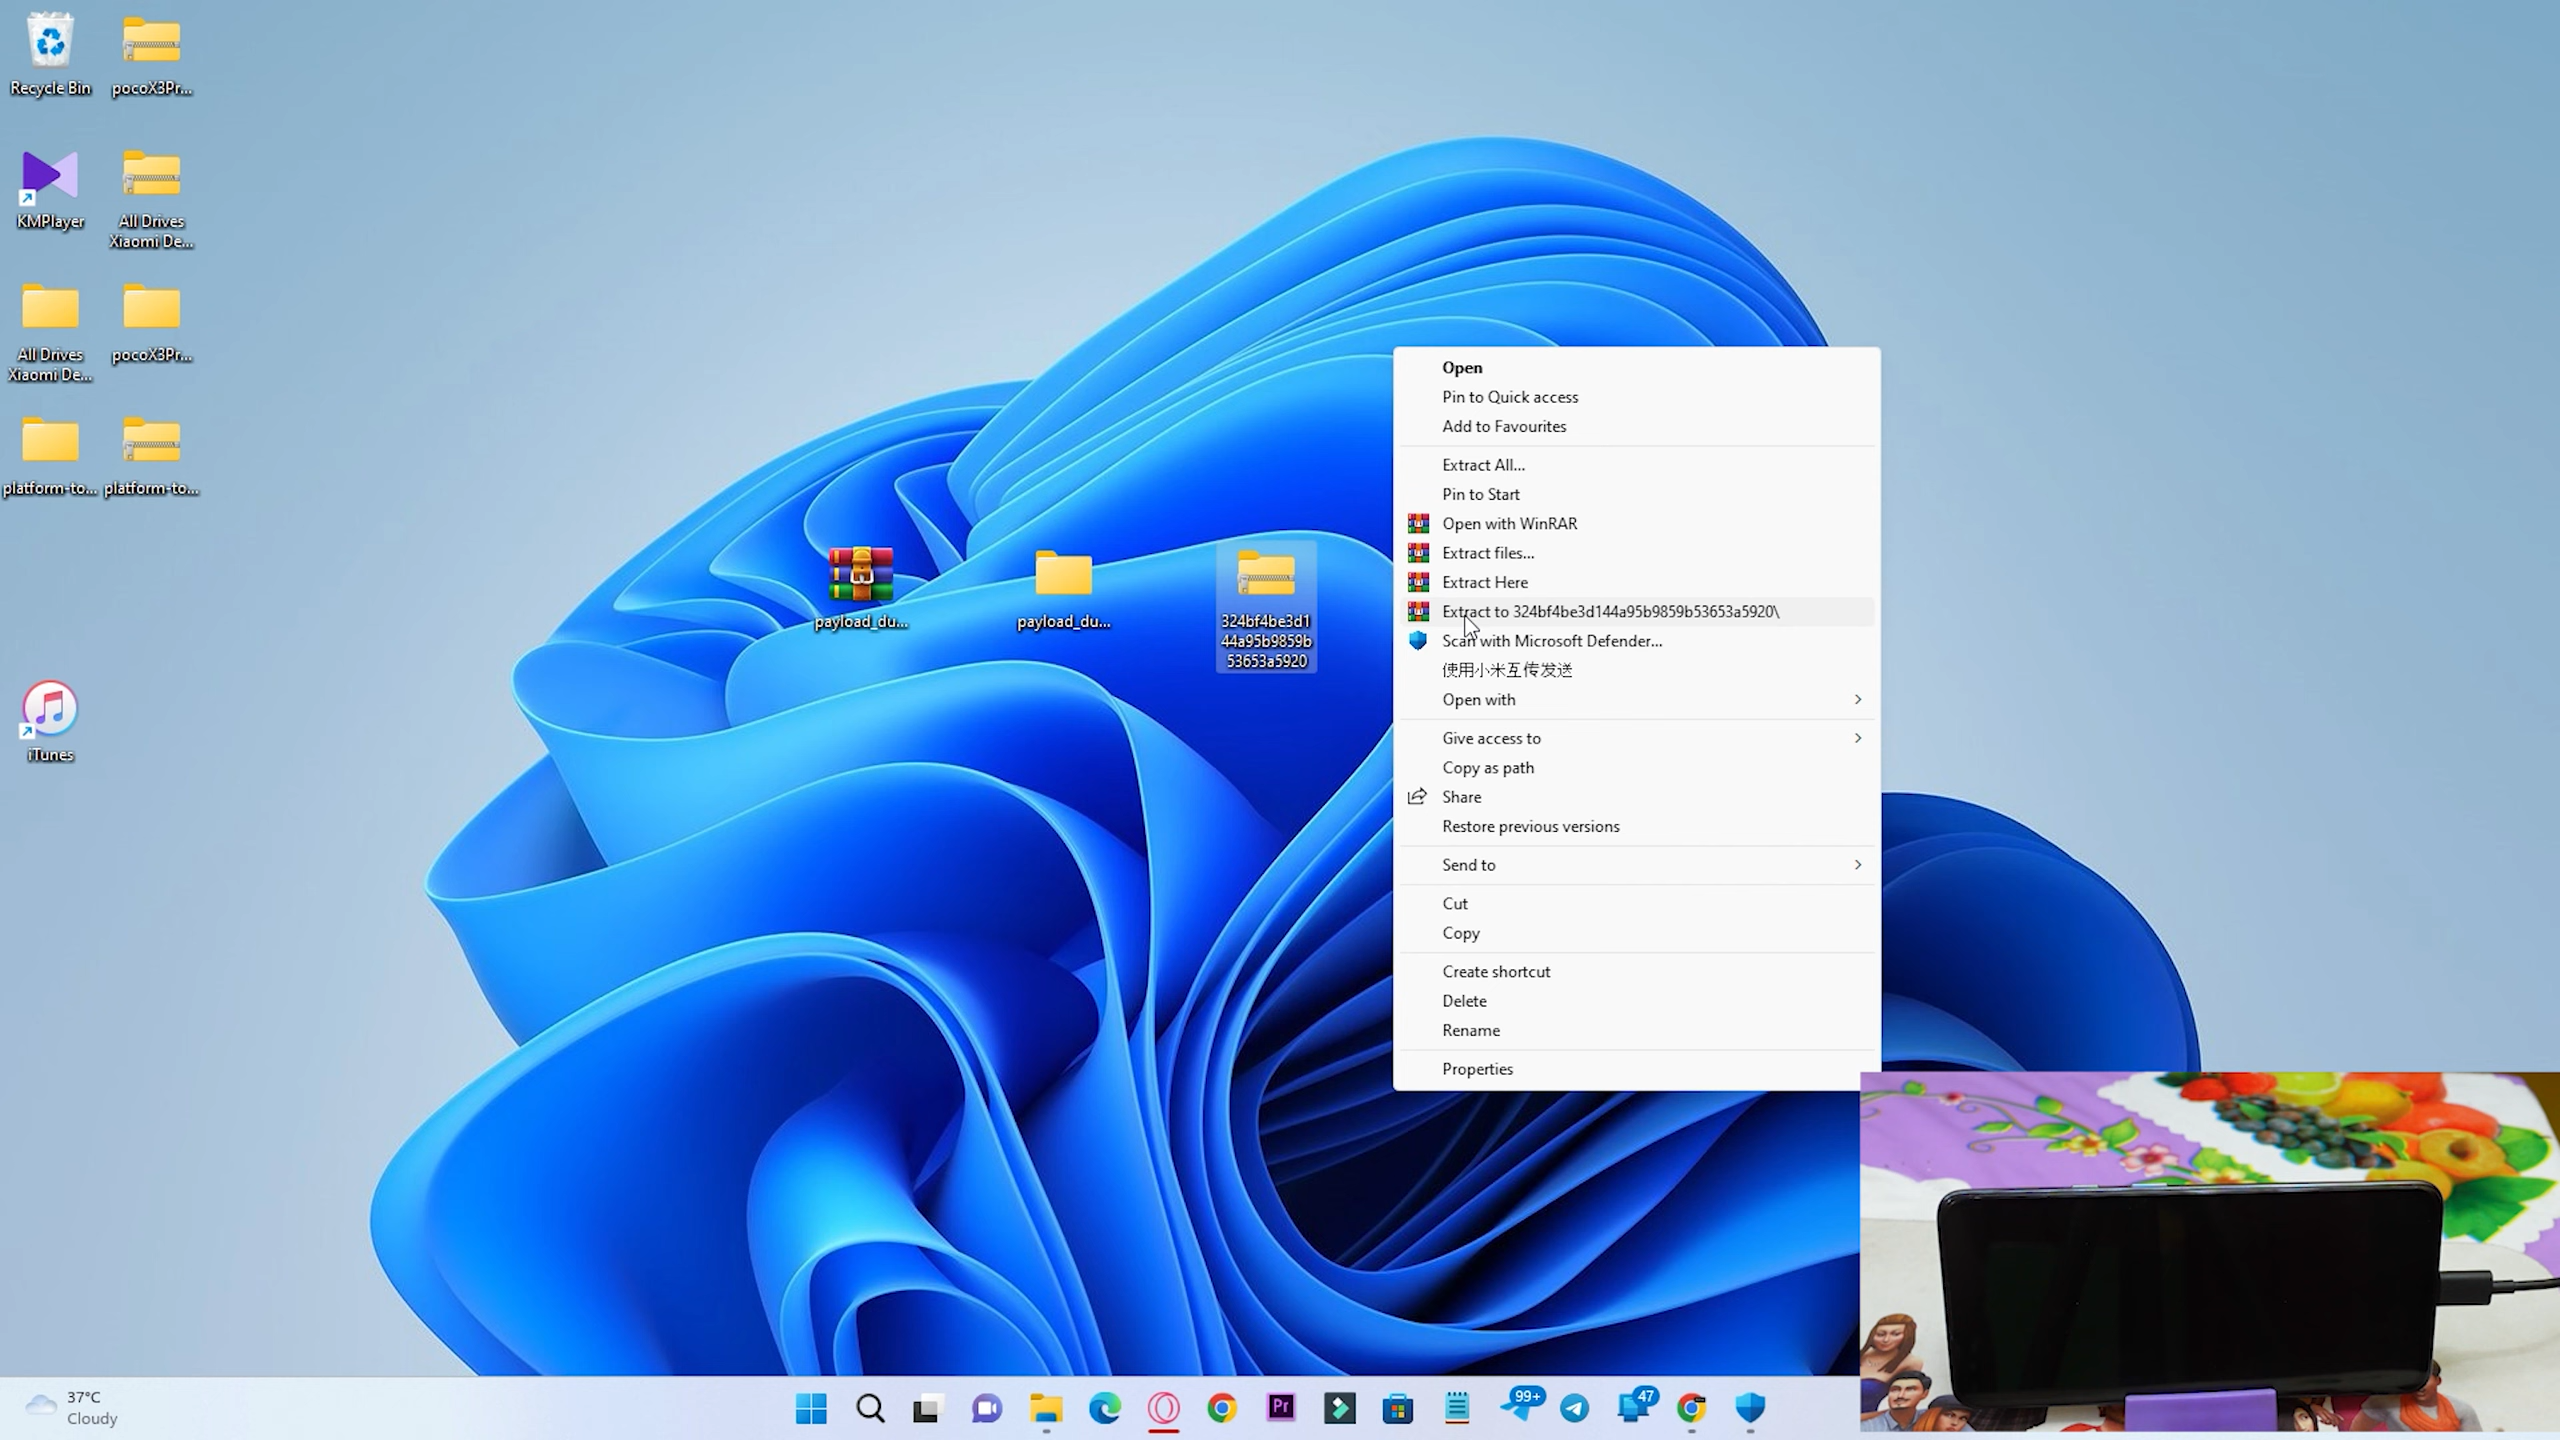 Recycle Bin
pocoX3Pr...
KMPlayer
All Drives
Xiaomi De...
All Drives
Xiaomi De...
pocoX3Pr...
platform-to...
platform-to...
iTunes
payload_du...
payload_du...
324bf4be3d1
44a95b9859b
53653a5920
Open
Pin to Quick access
Add to Favourites
Extract All...
Pin to Start
Open with WinRAR
Extract files...
Extract Here
Extract to 324bf4be3d144a95b9859b53653a5920\
Scan with Microsoft Defender...
使用小米互传发送
Open with
Give access to
Copy as path
Share
Restore previous versions
Send to
Cut
Copy
Create shortcut
Delete
Rename
Properties
37°C
Cloudy
Pr
99+
47